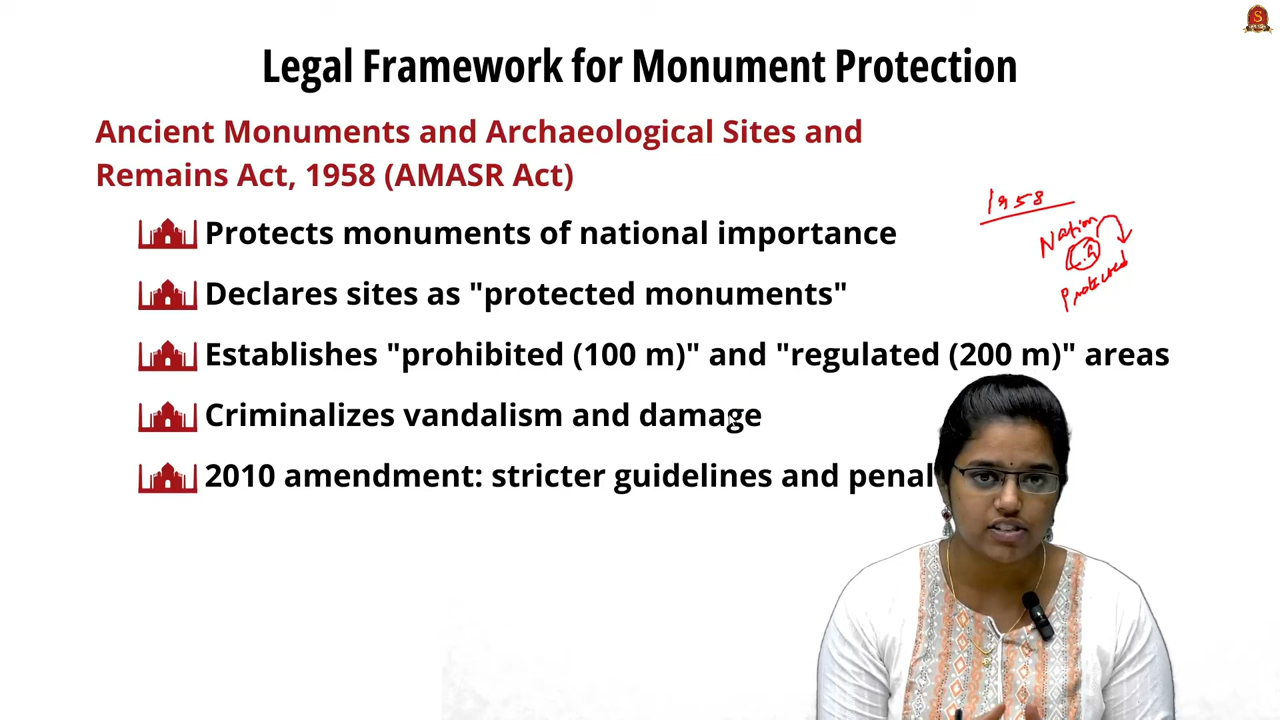 Legal Framework for Monument Protection
Ancient Monuments and Archaeological Sites and
Remains Act, 1958 (AMASR Act)
1958
Protects monuments of national importance
Nation
Declares sites as "protected monuments"
Protected
Establishes "prohibited (100 m)" and "regulated (200 m)" areas
Criminalizes vandalism and damage
2010 amendment: stricter guidelines and penal